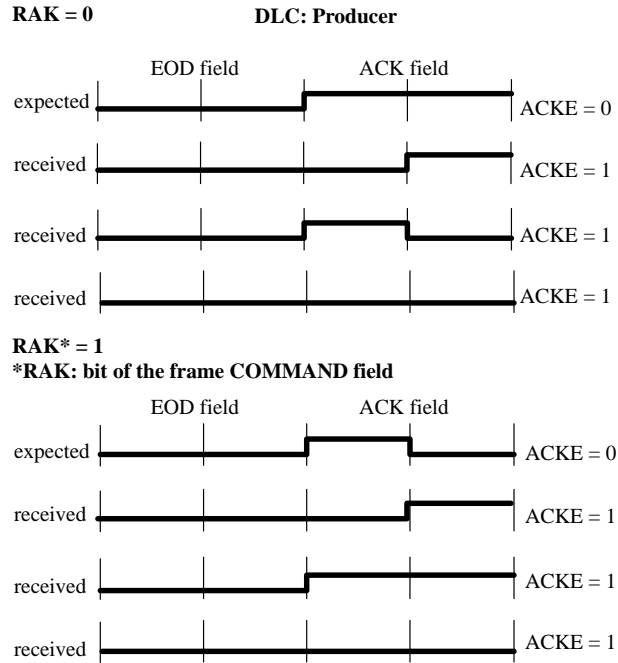 RAK = 0 DLC: Producer
EOD field ACK field
expected ACKE = 0
received ACKE = 1
received ACKE = 1
received ACKE = 1
RAK* = 1
*RAK: bit of the frame COMMAND field
EOD field ACK field
expected ACKE = 0
received ACKE = 1
received ACKE = 1
received ACKE = 1